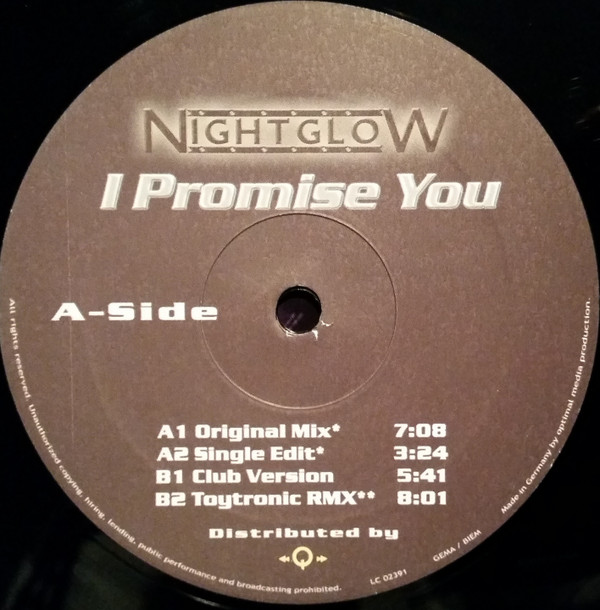 NIGHTGLOW
I Promise You
A-Side
A1 Original Mix* 7:08
A2 Single Edit* 3:24
B1 Club Version 5:41
B2 Toytronic RMX** 8:01
Distributed by
Q
All rights reserved. Unauthorized copying, hiring, lending, public performance and broadcasting prohibited.
LC 02391
GEMA / BIEM
Made in Germany by optimal media production.